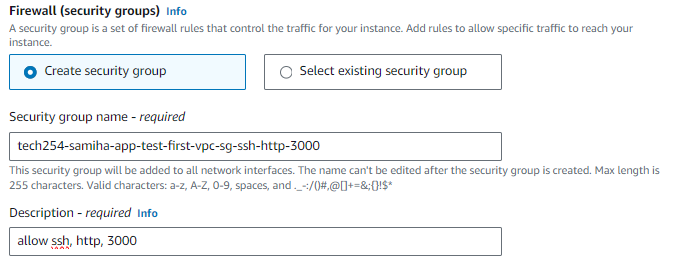 Firewall (security groups) Info
A security group is a set of firewall rules that control the traffic for your instance. Add rules to allow specific traffic to reach your
instance.
Create security group
Select existing security group
Security group name - required
tech254-samiha-app-test-first-vpc-sg-ssh-http-3000
This security group will be added to all network interfaces. The name can't be edited after the security group is created. Max length is
255 characters. Valid characters: a-z, A-Z, 0-9, spaces, and ._-:/()#,@[]+=&;{}!$*
Description - required Info
allow ssh, http, 3000